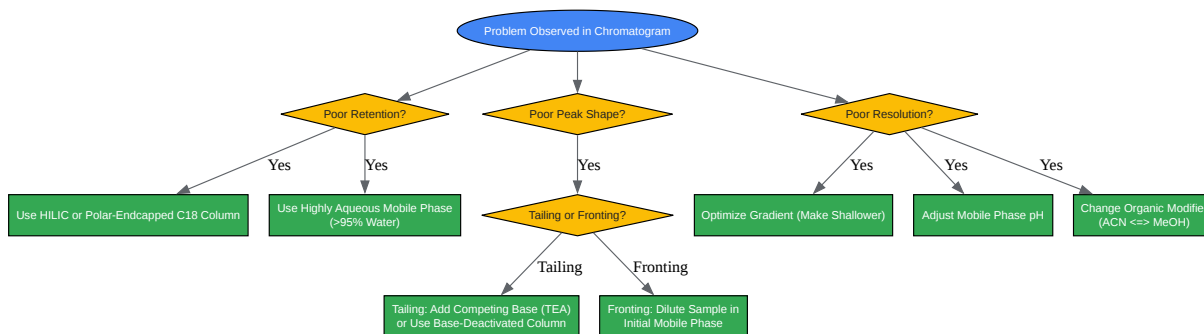 Problem Observed in Chromatogram
Poor Retention?
Poor Peak Shape?
Poor Resolution?
Yes
Yes
Yes
Yes
Yes
Yes
Use HILIC or Polar-Endcapped C18 Column
Use Highly Aqueous Mobile Phase
(>95% Water)
Tailing or Fronting?
Optimize Gradient (Make Shallower)
Adjust Mobile Phase pH
Change Organic Modifie
(ACN <=> MeOH)
Tailing
Fronting
Tailing: Add Competing Base (TEA)
or Use Base-Deactivated Column
Fronting: Dilute Sample in
Initial Mobile Phase